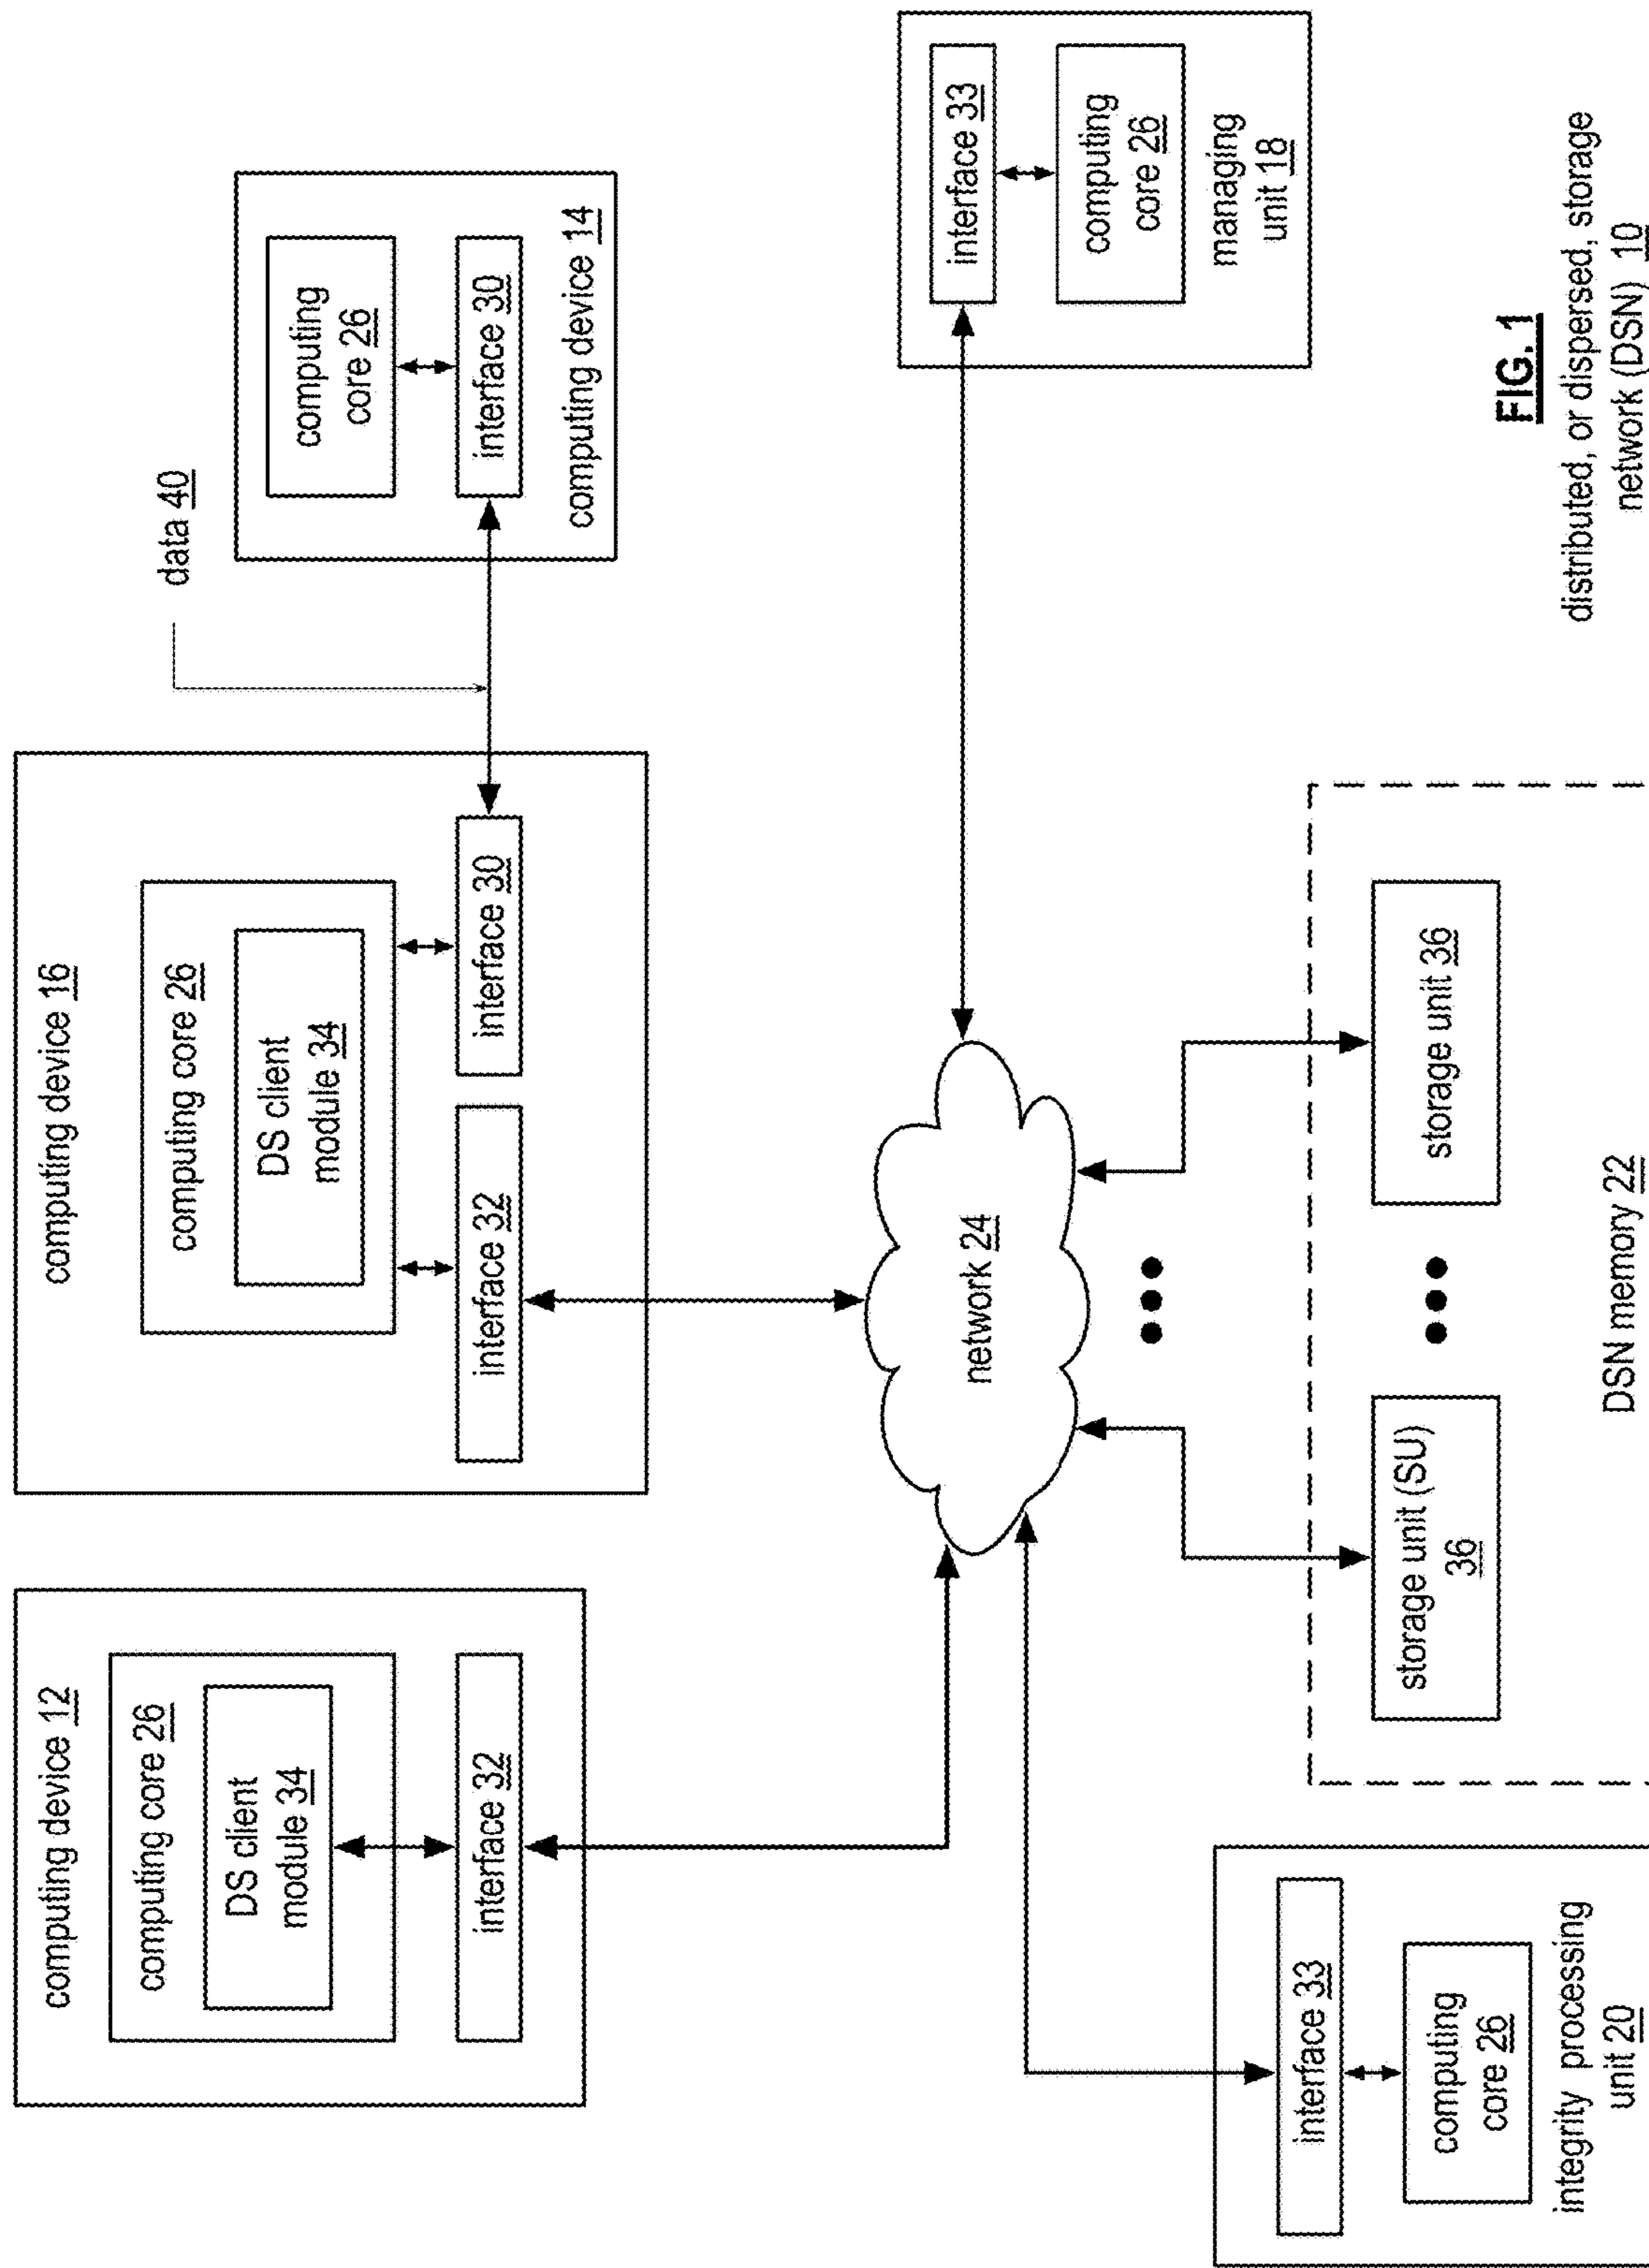 computing device 12
computing core 26
DS client
module 34
interface 32
computing device 16
computing core 26
DS client
module 34
interface 32
interface 30
data 40
computing
core 26
interface 30
computing device 14
network 24
interface 33
computing
core 26
managing
unit 18
interface 33
computing
core 26
integrity processing
unit 20
storage unit (SU)
36
storage unit 36
DSN memory 22
FIG. 1
distributed, or dispersed, storage
network (DSN) 10